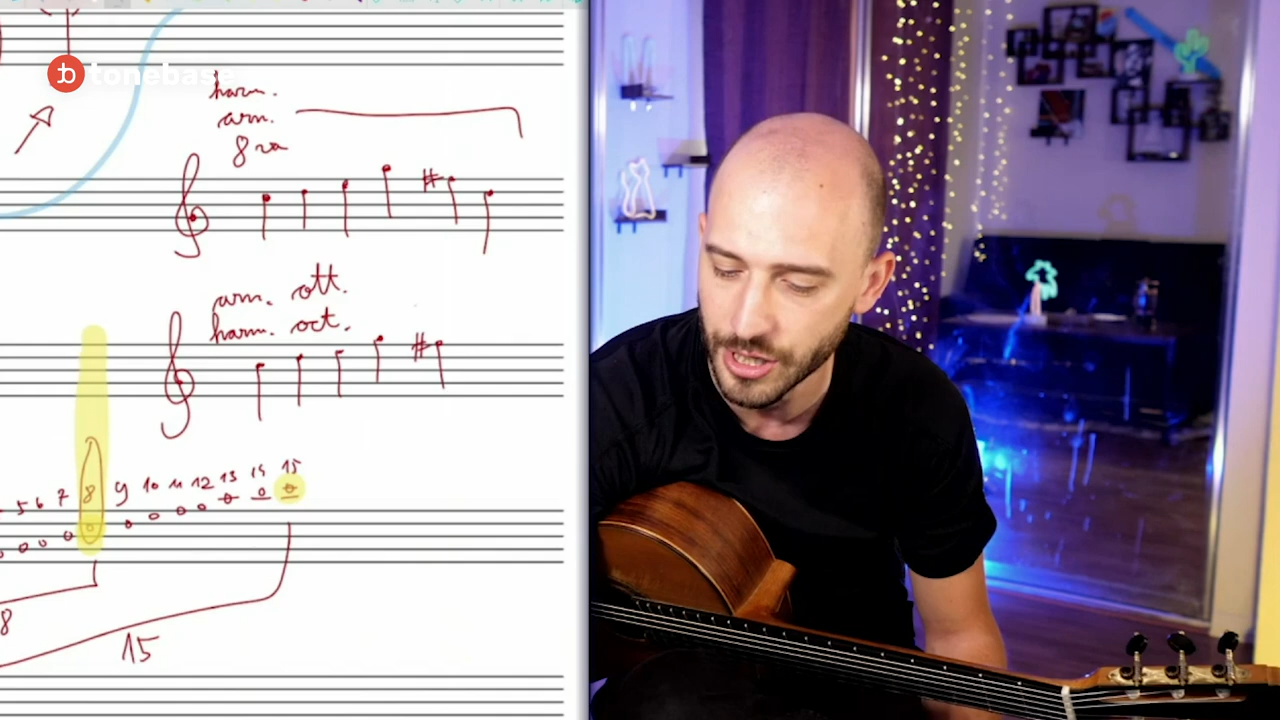 tonebase
harm.
arm.
8va
arm. ott.
harm. oct.
5 6 7 8 9 10 11 12 13 14 15
8
15